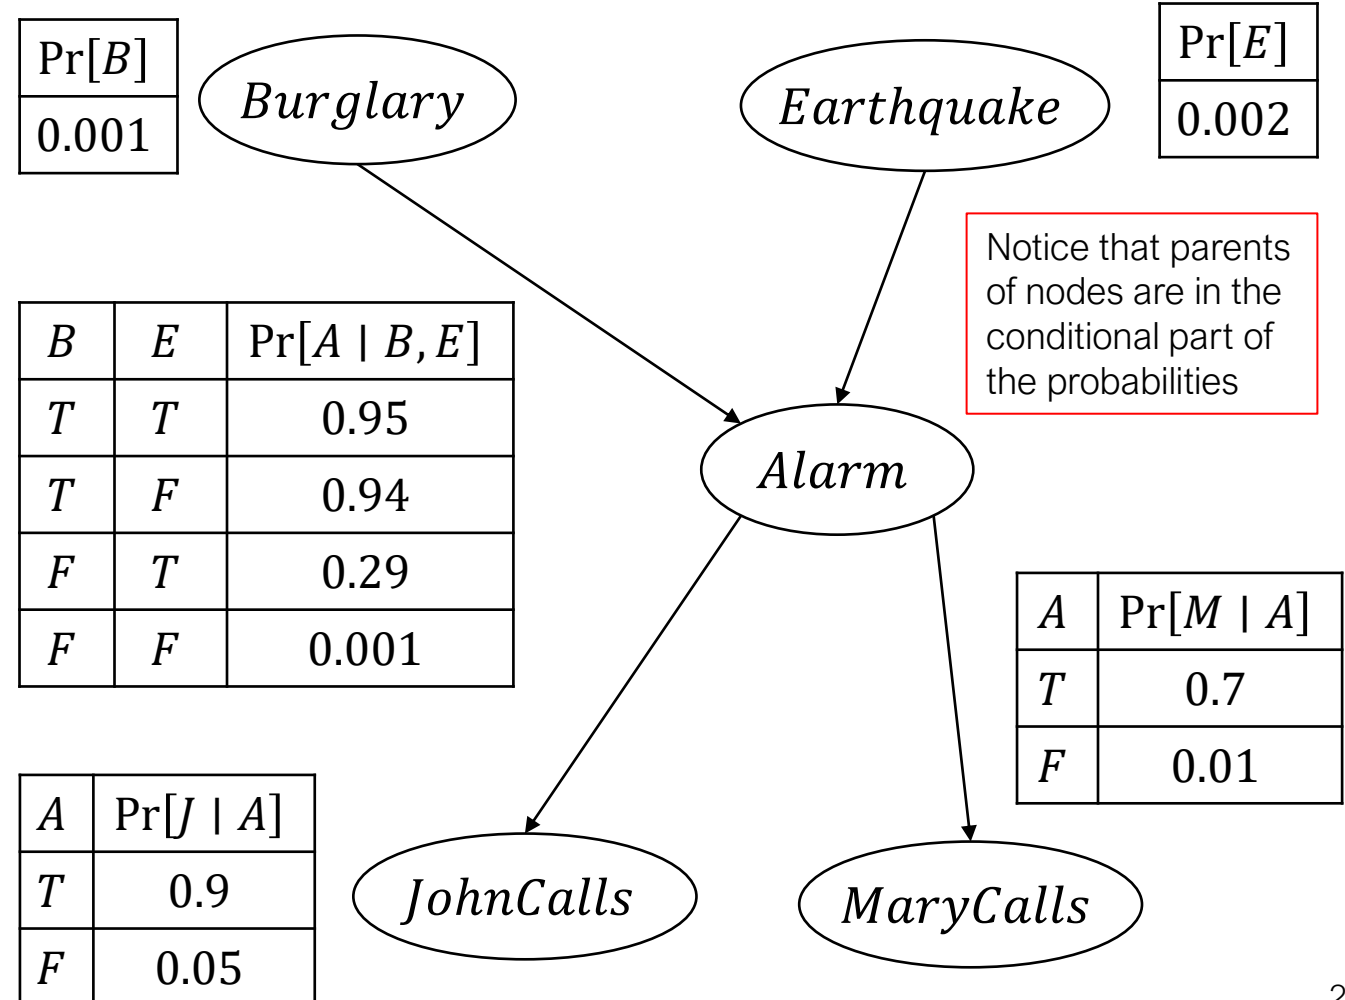 Pr[B]
0.001
Burglary
Earthquake
Pr[E]
0.002
Notice that parents
of nodes are in the
conditional part of
the probabilities
B E Pr[A | B, E]
T T 0.95
T F 0.94
F T 0.29
F F 0.001
Alarm
A Pr[M | A]
T 0.7
F 0.01
A Pr[J | A]
T 0.9
F 0.05
JohnCalls
MaryCalls